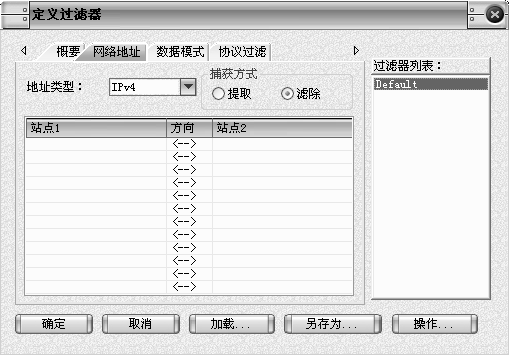 定义过滤器
概要 网络地址 数据模式 协议过滤
过滤器列表：
地址类型： IPv4
捕获方式
提取 滤除
Default
站点1 方向 站点2
<-->
<-->
<-->
<-->
<-->
<-->
<-->
<-->
<-->
<-->
<-->
<-->
确定 取消 加载... 另存为... 操作...